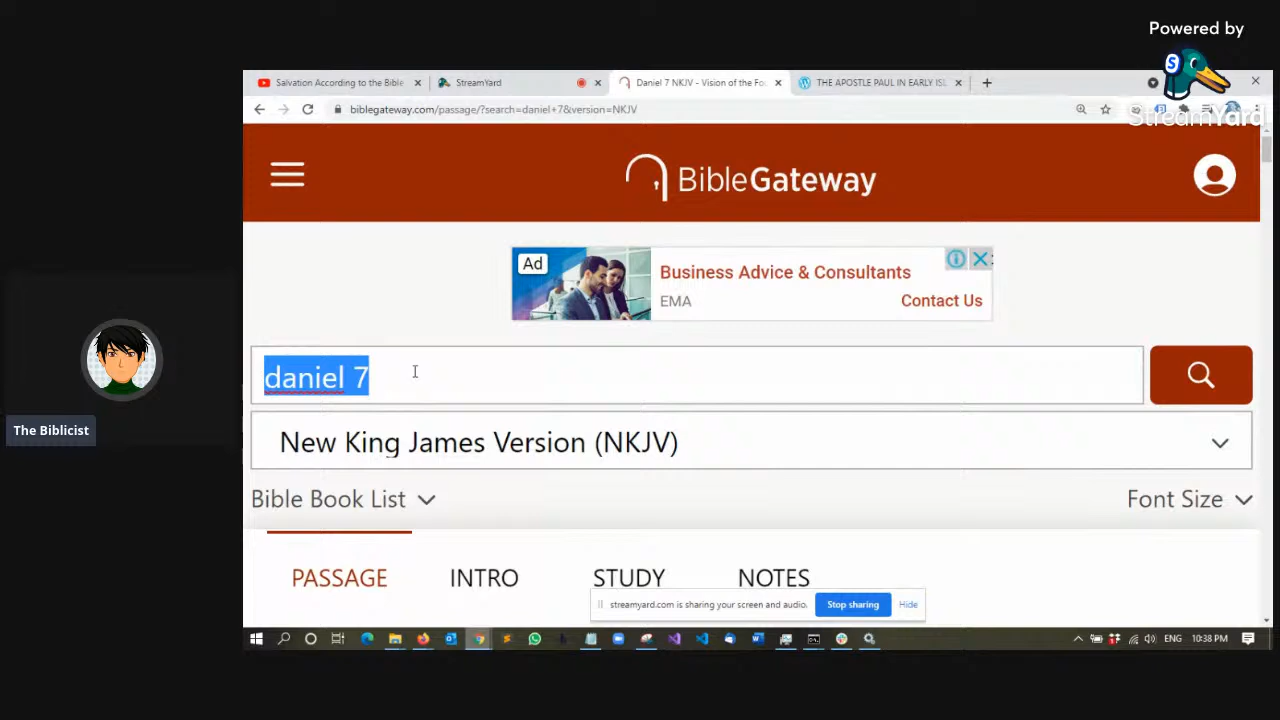 Powered by
S
StreamYard
Salvation According to the Bible
StreamYard
Daniel 7 NKJV - Vision of the Fou
THE APOSTLE PAUL IN EARLY ISL
biblegateway.com/passage/?search=daniel+7&version=NKJV
BibleGateway
Ad
Business Advice & Consultants
EMA
Contact Us
daniel 7
New King James Version (NKJV)
The Biblicist
Bible Book List
Font Size
PASSAGE
INTRO
STUDY
NOTES
streamyard.com is sharing your screen and audio.
Stop sharing
Hide
ENG
10:38 PM